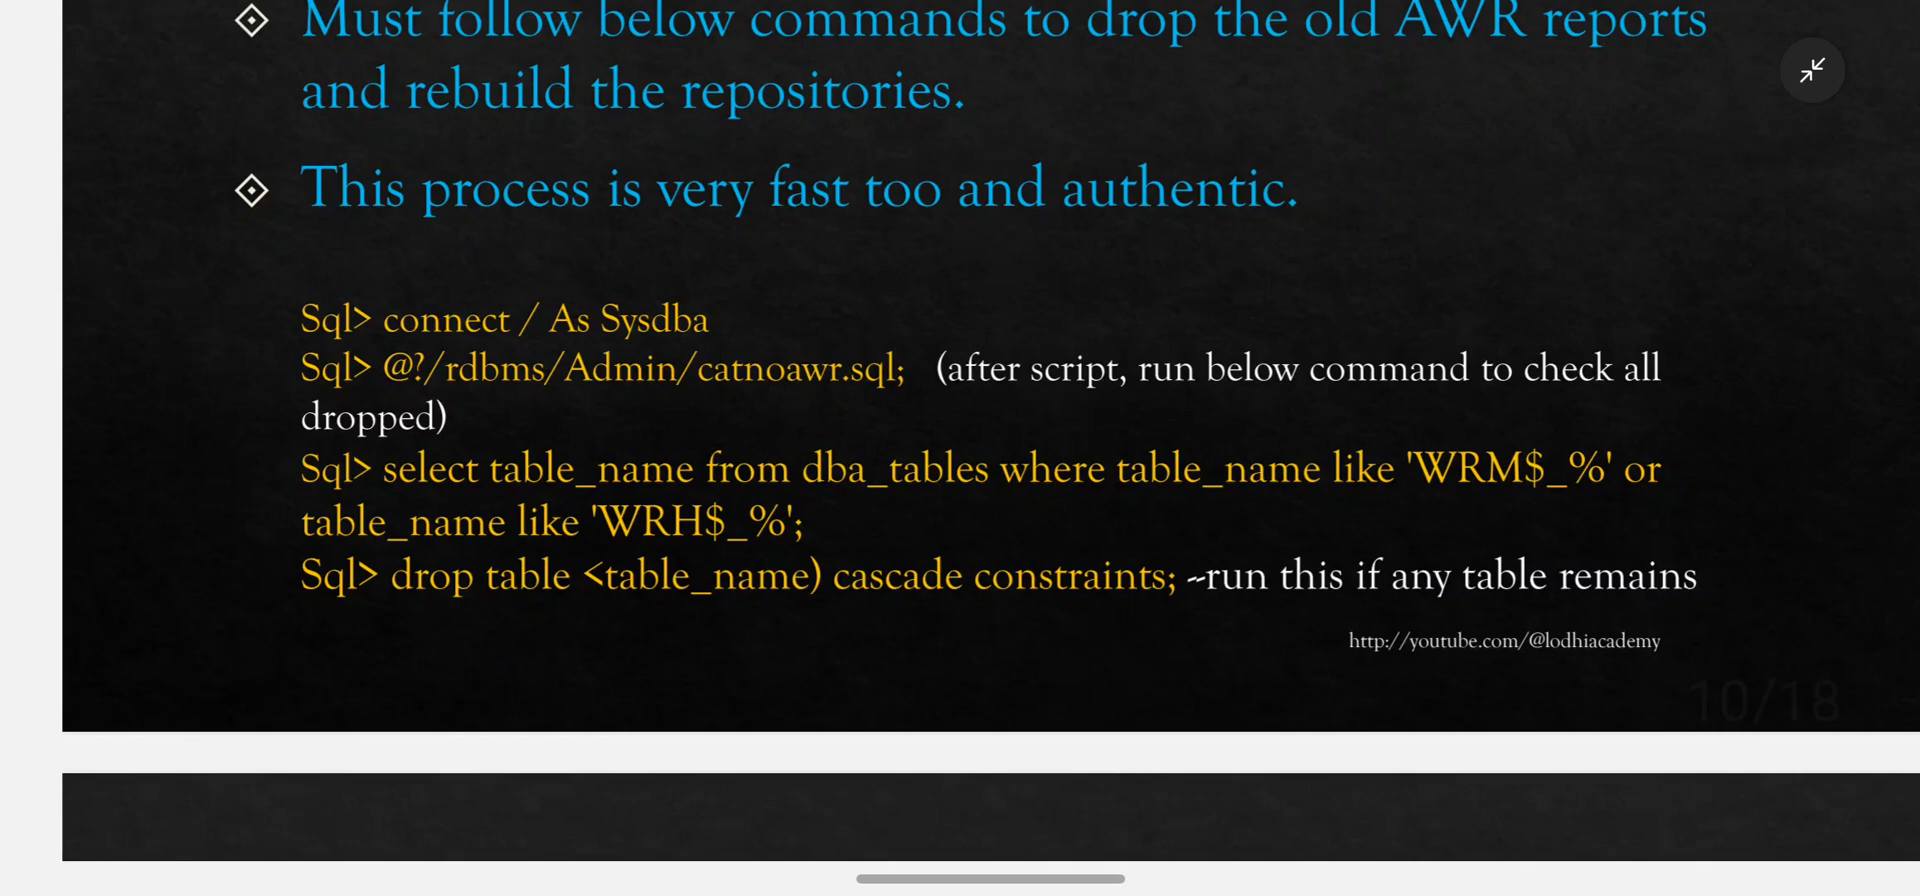 Must follow below commands to drop the old AWR reports
and rebuild the repositories.
This process is very fast too and authentic.
Sql> connect / As Sysdba
Sql> @?/rdbms/Admin/catnoawr.sql; (after script, run below command to check all
dropped)
Sql> select table_name from dba_tables where table_name like 'WRM$_%' or
table_name like 'WRH$_%';
Sql> drop table <table_name) cascade constraints; --run this if any table remains
http://youtube.com/@lodhiacademy
10/18